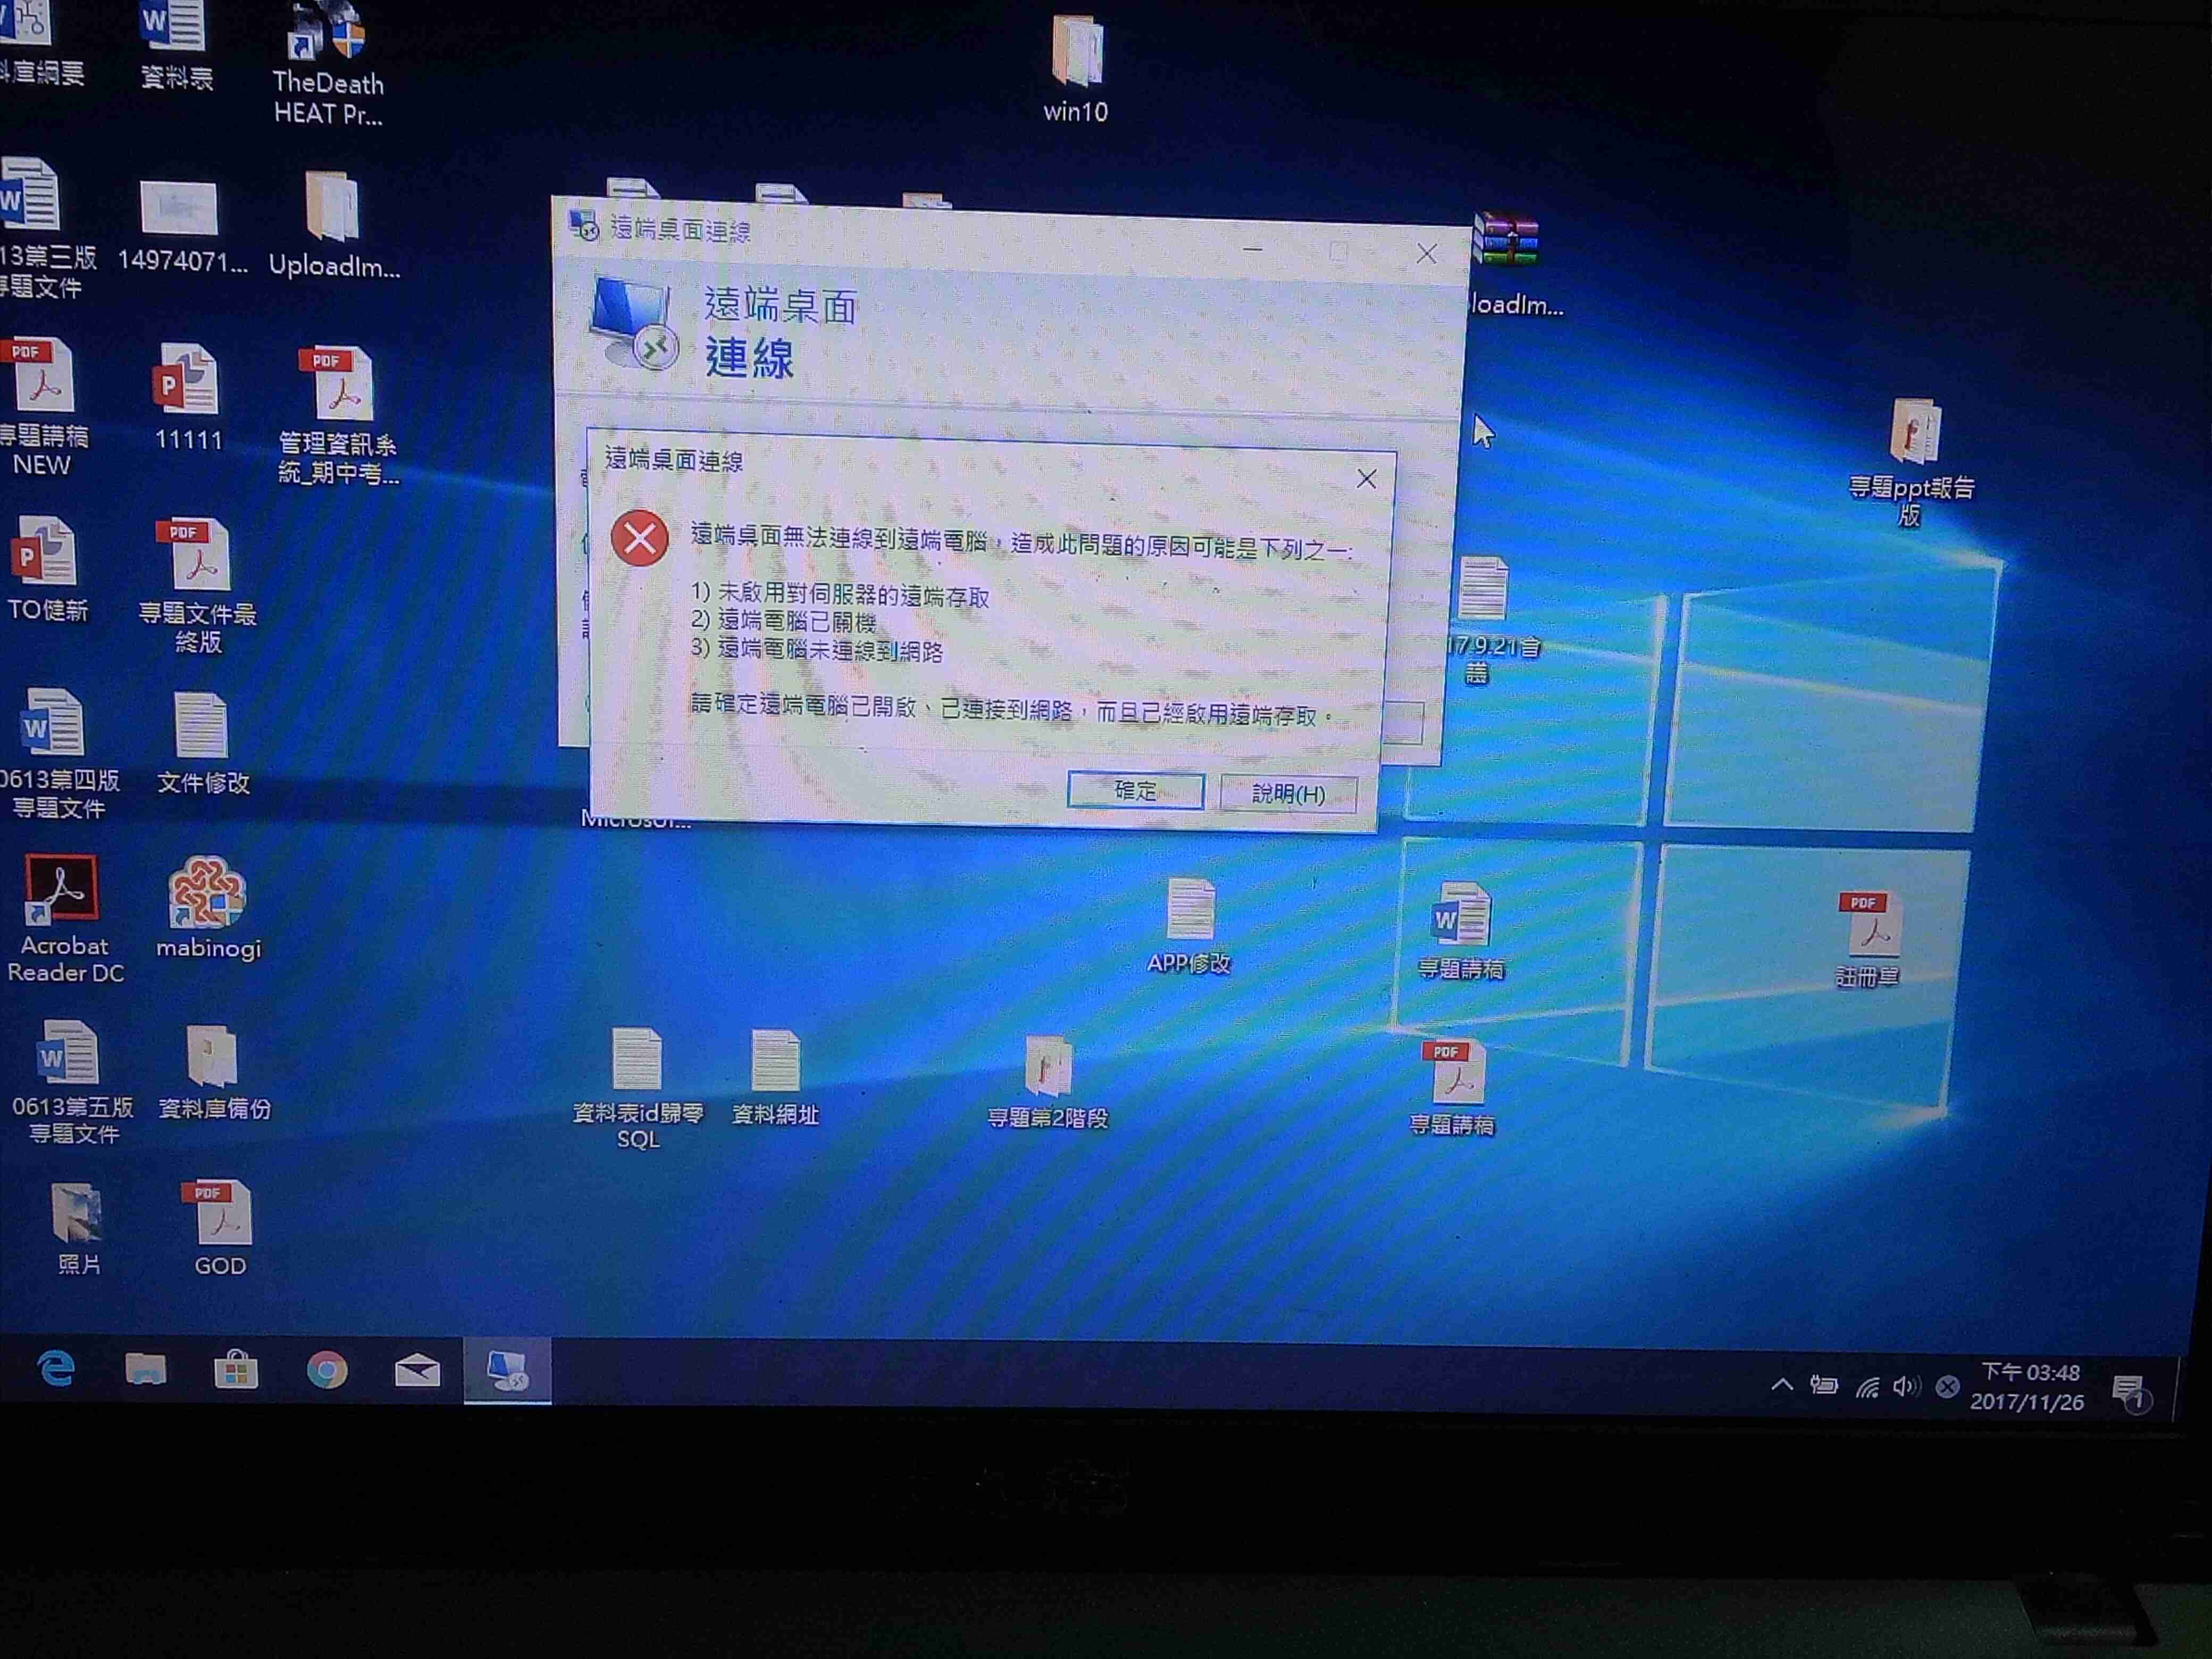 料庫綱要
資料表
TheDeath
HEAT Pr...
win10
13第三版
專題文件
14974071...
UploadIm...
遠端桌面連線
遠端桌面
連線
loadIm...
專題講稿
NEW
11111
管理資訊系
統_期中考...
專題ppt報告
版
遠端桌面連線
遠端桌面無法連線到遠端電腦，造成此問題的原因可能是下列之一:
1) 未啟用對伺服器的遠端存取
2) 遠端電腦已關機
3) 遠端電腦未連線到網路
請確定遠端電腦已開啟、已連接到網路，而且已經啟用遠端存取。
確定
說明(H)
TO健新
專題文件最
終版
17.9.21會
議
0613第四版
專題文件
文件修改
Microsof...
Acrobat
Reader DC
mabinogi
APP修改
專題講稿
註冊單
0613第五版
專題文件
資料庫備份
資料表id歸零
SQL
資料網址
專題第2階段
專題講稿
照片
GOD
下午 03:48
2017/11/26
1